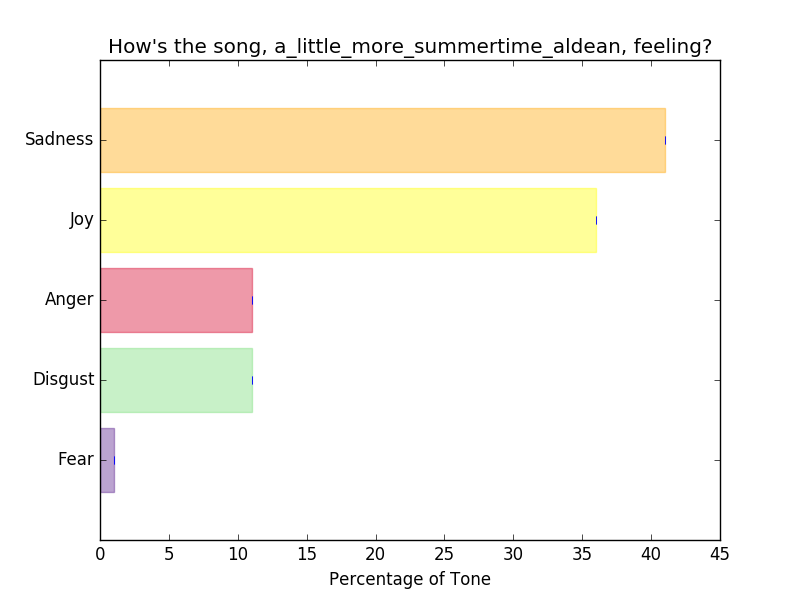 How's the song, a_little_more_summertime_aldean, feeling?
Sadness
Joy
Anger
Disgust
Fear
0 5 10 15 20 25 30 35 40 45
Percentage of Tone